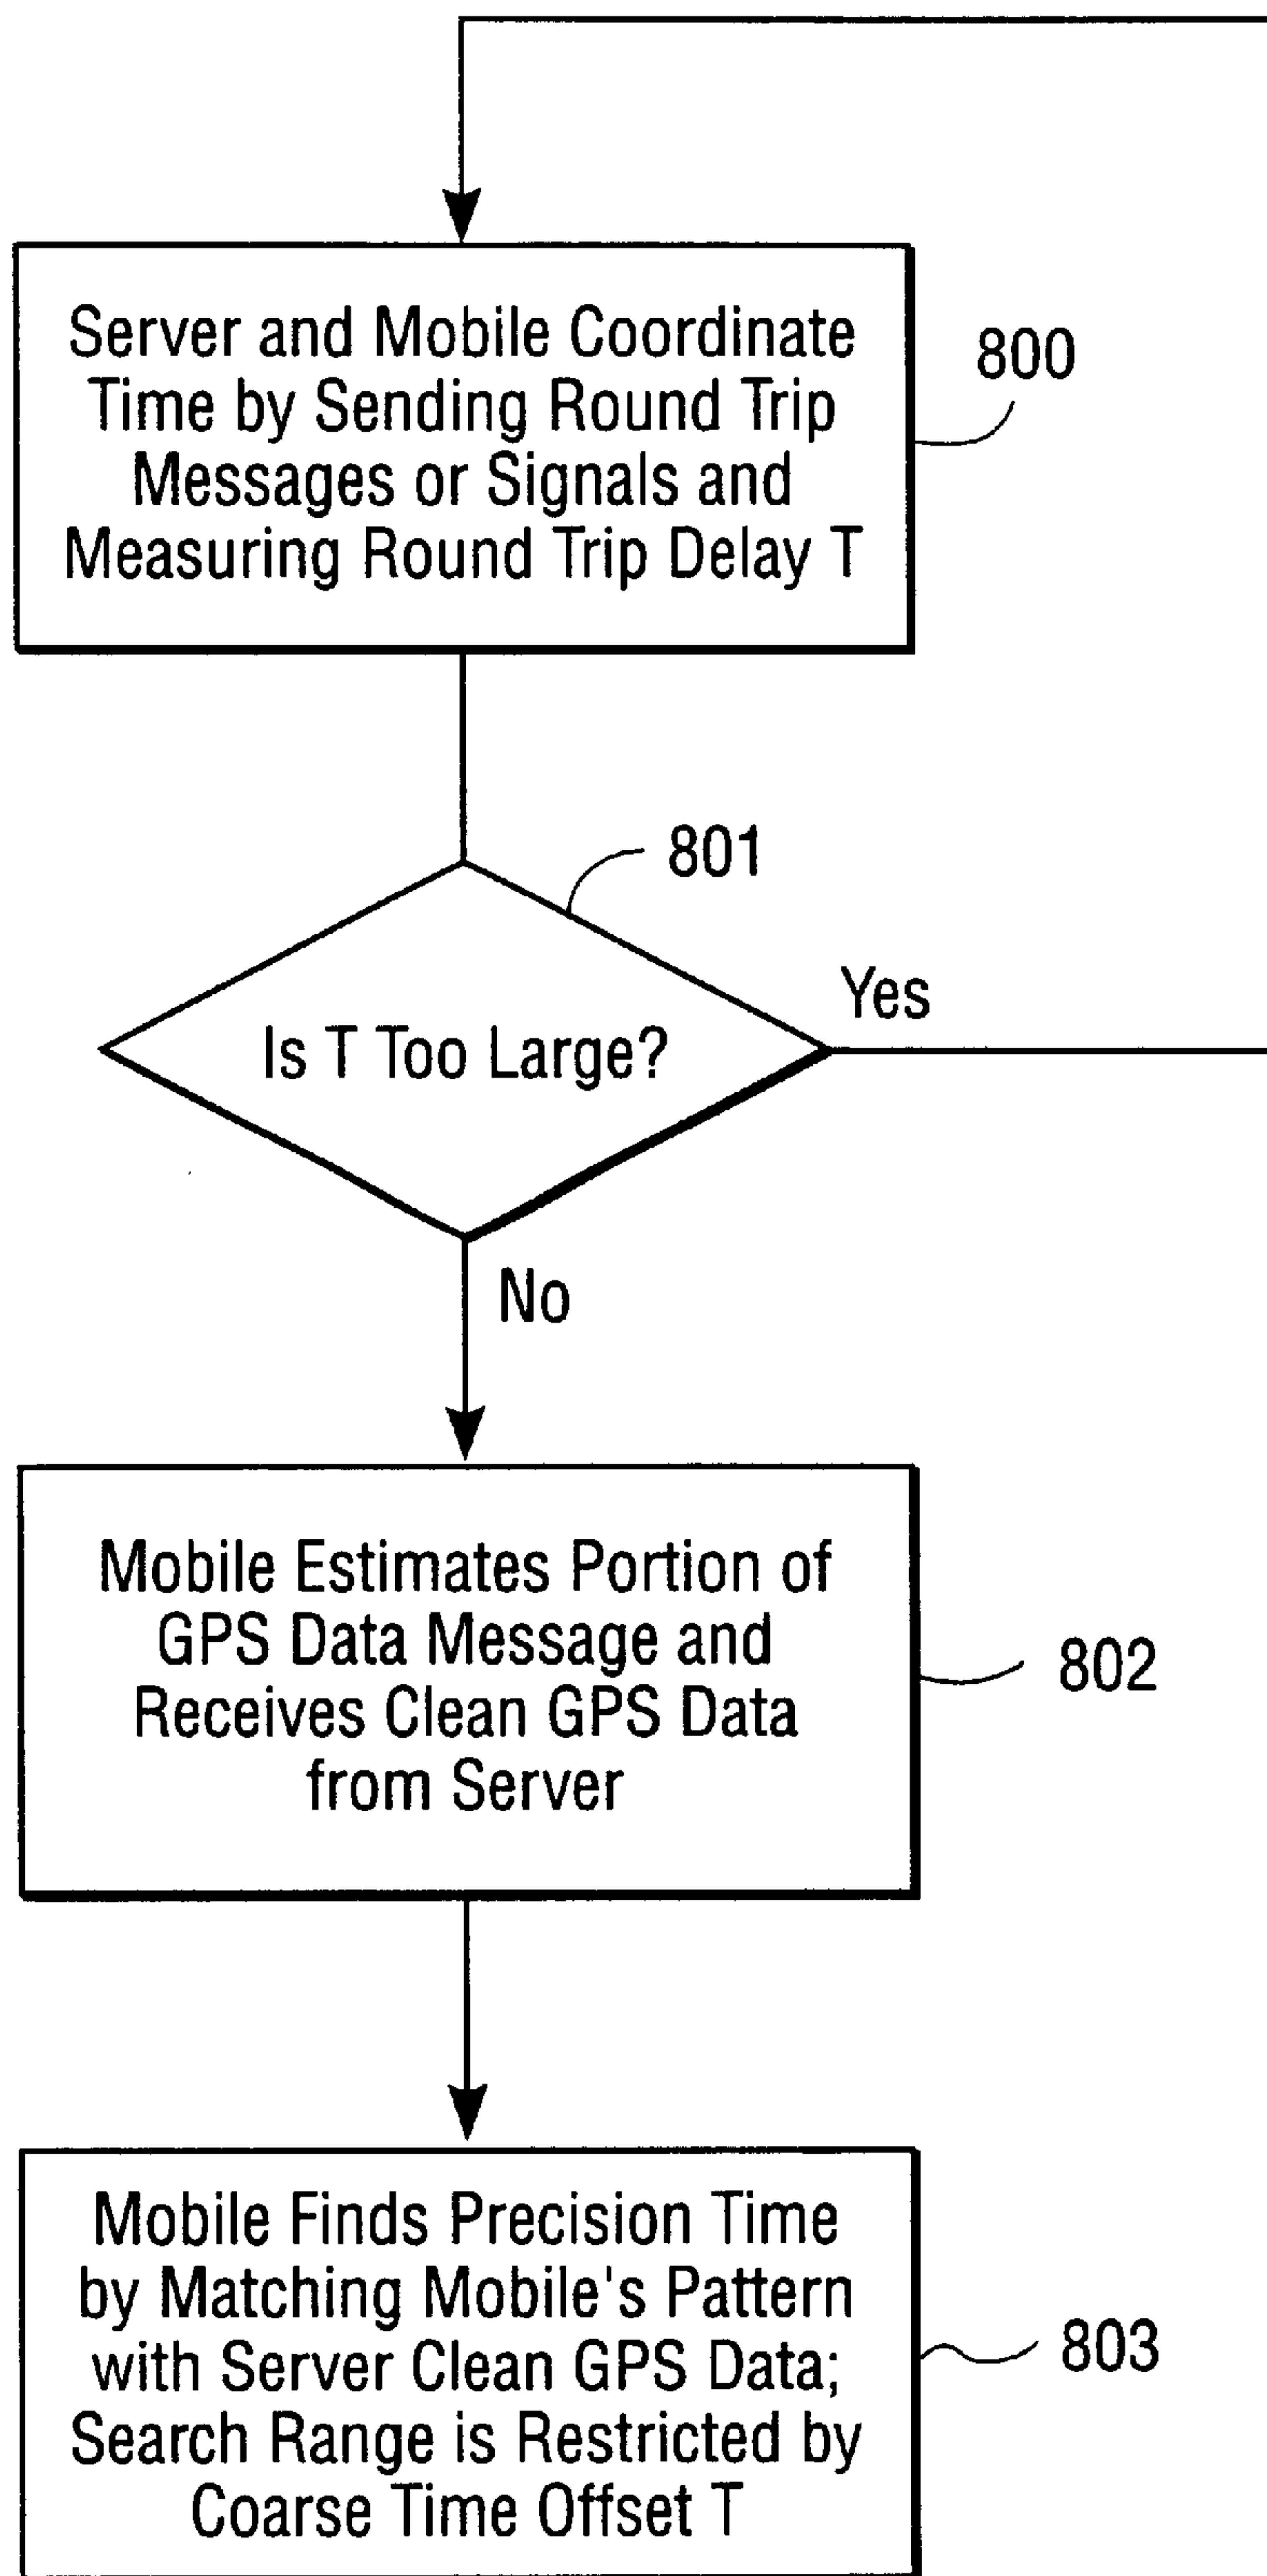 Server and Mobile Coordinate
Time by Sending Round Trip
Messages or Signals and
Measuring Round Trip Delay T
800
801
Is T Too Large?
Yes
No
Mobile Estimates Portion of
GPS Data Message and
Receives Clean GPS Data
from Server
802
Mobile Finds Precision Time
by Matching Mobile's Pattern
with Server Clean GPS Data;
Search Range is Restricted by
Coarse Time Offset T
803